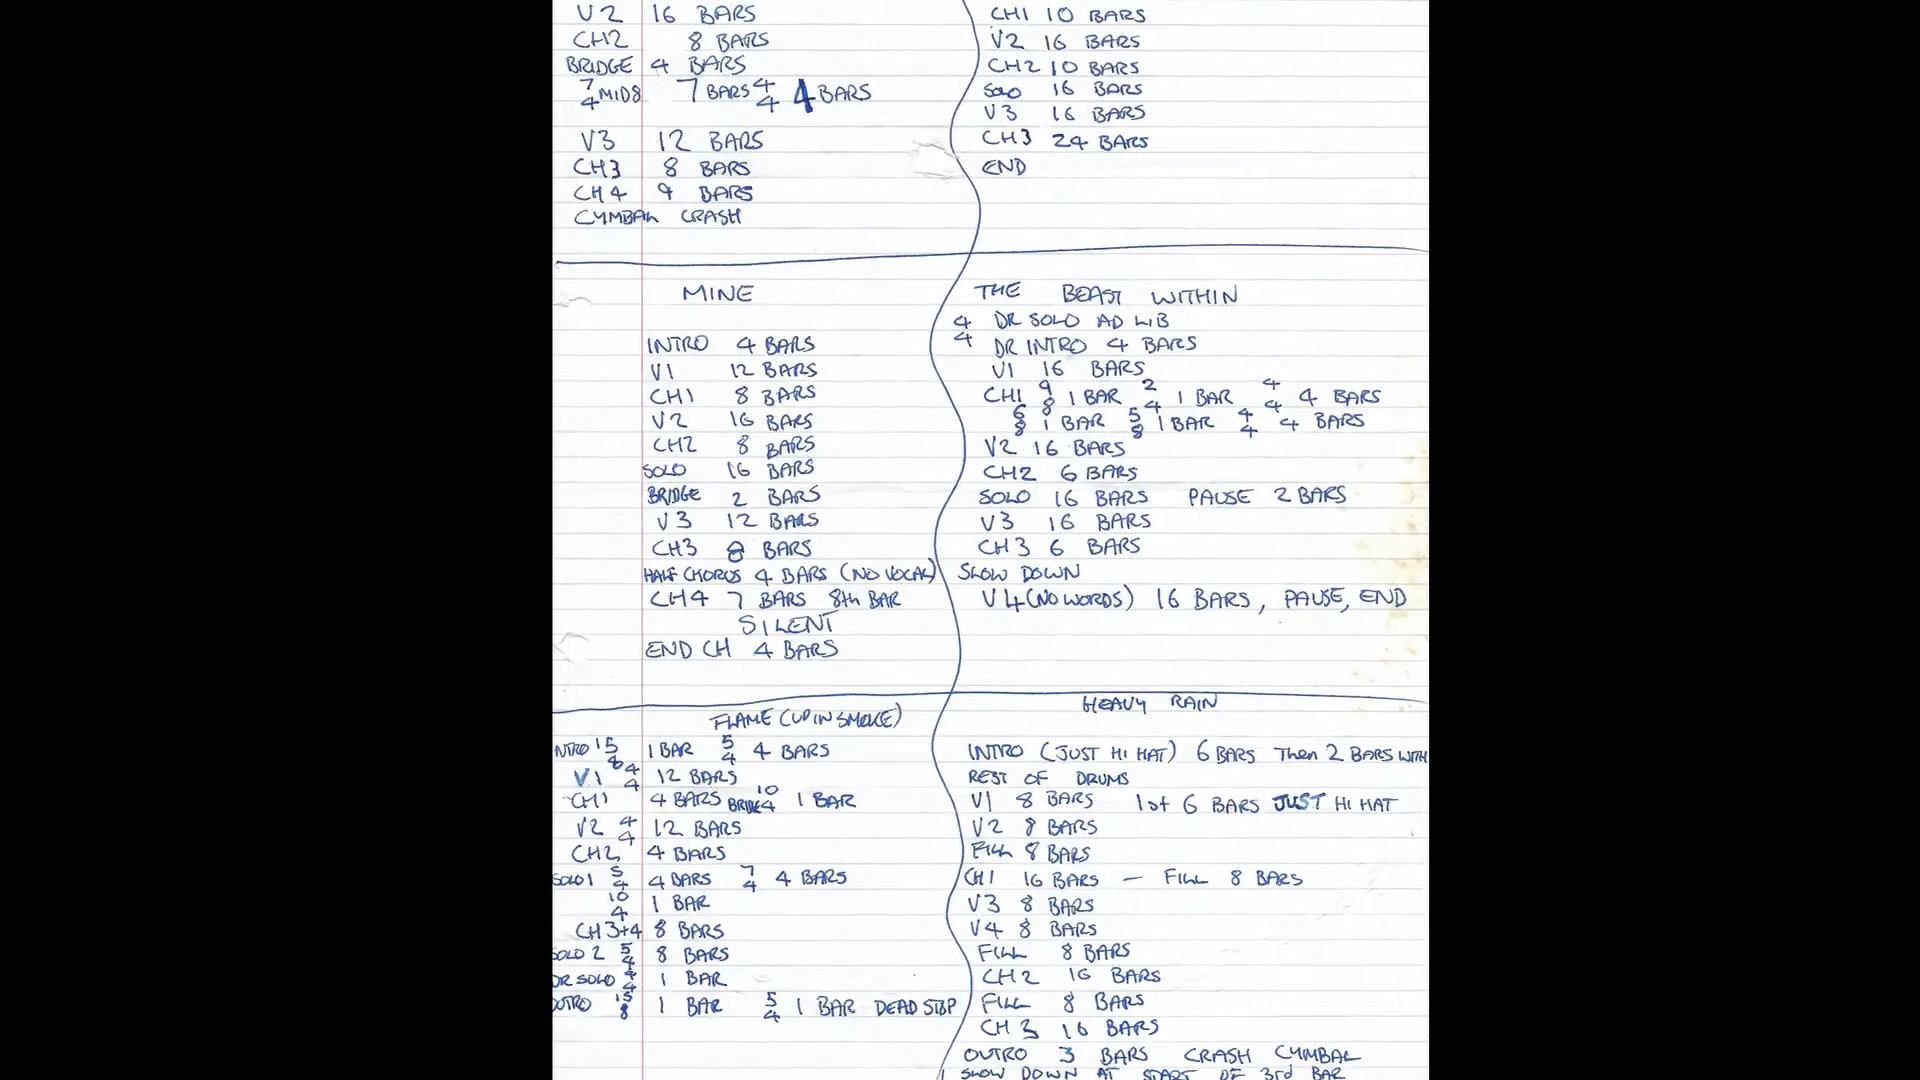 V2 16 BARS
CH2 8 BARS
BRIDGE 4 BARS
7/4 MID8 7 BARS 4/4 4 BARS
V3 12 BARS
CH3 8 BARS
CH4 9 BARS
CYMBAL CRASH
CH1 10 BARS
V2 16 BARS
CH2 10 BARS
SOLO 16 BARS
V3 16 BARS
CH3 24 BARS
END
MINE
INTRO 4 BARS
V1 12 BARS
CH1 8 BARS
V2 16 BARS
CH2 8 BARS
SOLO 16 BARS
BRIDGE 2 BARS
V3 12 BARS
CH3 8 BARS
HALF CHORUS 4 BARS (NO VOCAL)
CH4 7 BARS 8th BAR
SILENT
END CH 4 BARS
THE BEAST WITHIN
4/4 DR SOLO AD LIB
DR INTRO 4 BARS
V1 16 BARS
CH1 9/8 1 BAR 2/4 1 BAR 4/4 4 BARS
6/8 1 BAR 5/8 1 BAR 4/4 4 BARS
V2 16 BARS
CH2 6 BARS
SOLO 16 BARS PAUSE 2 BARS
V3 16 BARS
CH3 6 BARS
SLOW DOWN
V4 (NO WORDS) 16 BARS, PAUSE, END
FLAME (UP IN SMOKE)
INTRO 15/8 1 BAR 5/4 4 BARS
V1 4/4 12 BARS
CH1 4 BARS BRIDGE 10/4 1 BAR
V2 4/4 12 BARS
CH2 4 BARS
SOLO 1 5/4 4 BARS 7/4 4 BARS
10/4 1 BAR
CH3+4 8 BARS
SOLO 2 5/4 8 BARS
DR SOLO 4/4 1 BAR
OUTRO 15/8 1 BAR 5/4 1 BAR DEAD STOP
HEAVY RAIN
INTRO (JUST HI HAT) 6 BARS Then 2 BARS WITH
REST OF DRUMS
V1 8 BARS 1st 6 BARS JUST HI HAT
V2 8 BARS
FILL 8 BARS
CH1 16 BARS — FILL 8 BARS
V3 8 BARS
V4 8 BARS
FILL 8 BARS
CH2 16 BARS
FILL 8 BARS
CH3 16 BARS
OUTRO 3 BARS CRASH CYMBAL
SLOW DOWN AT START OF 3rd BAR